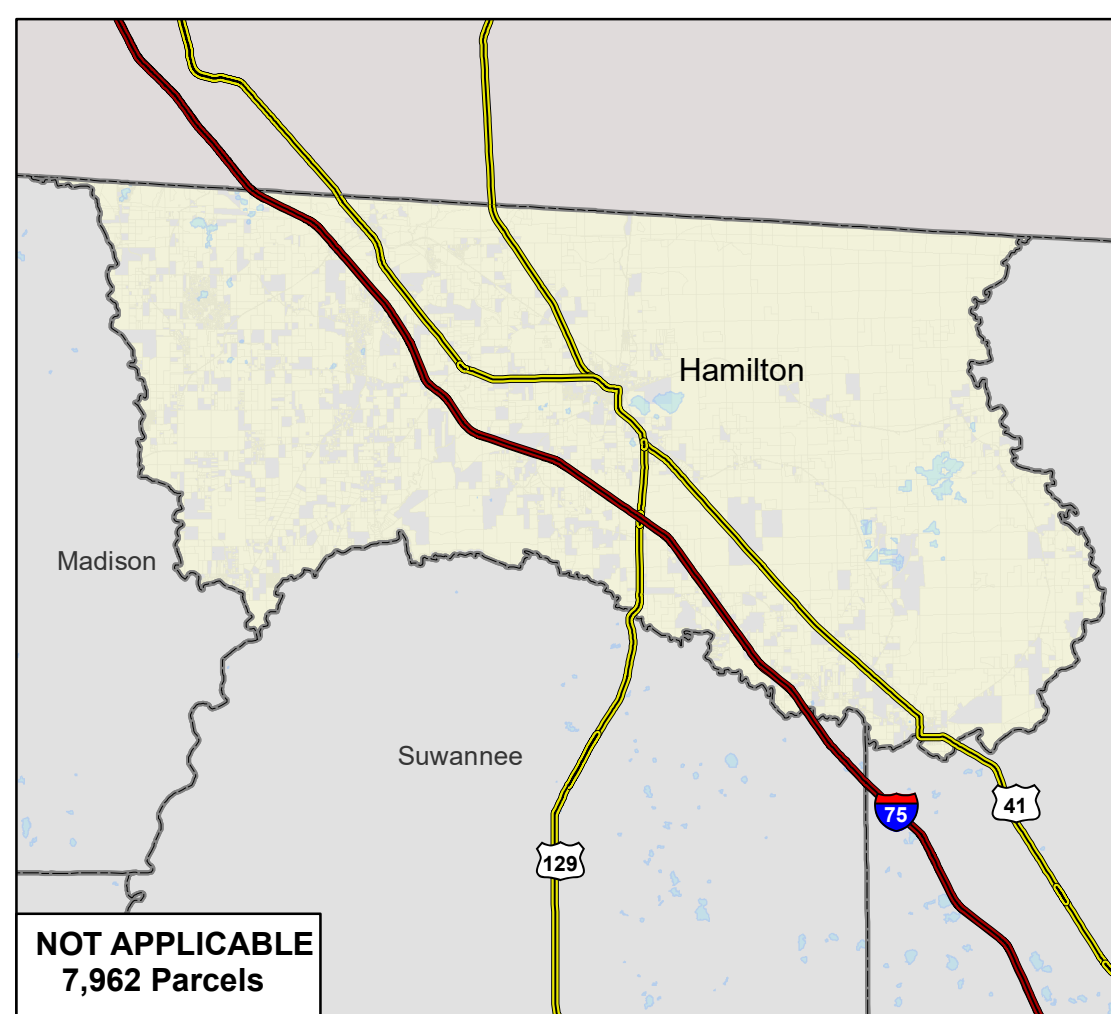 Hamilton
Madison
Suwannee
75
41
129
NOT APPLICABLE
7,962 Parcels